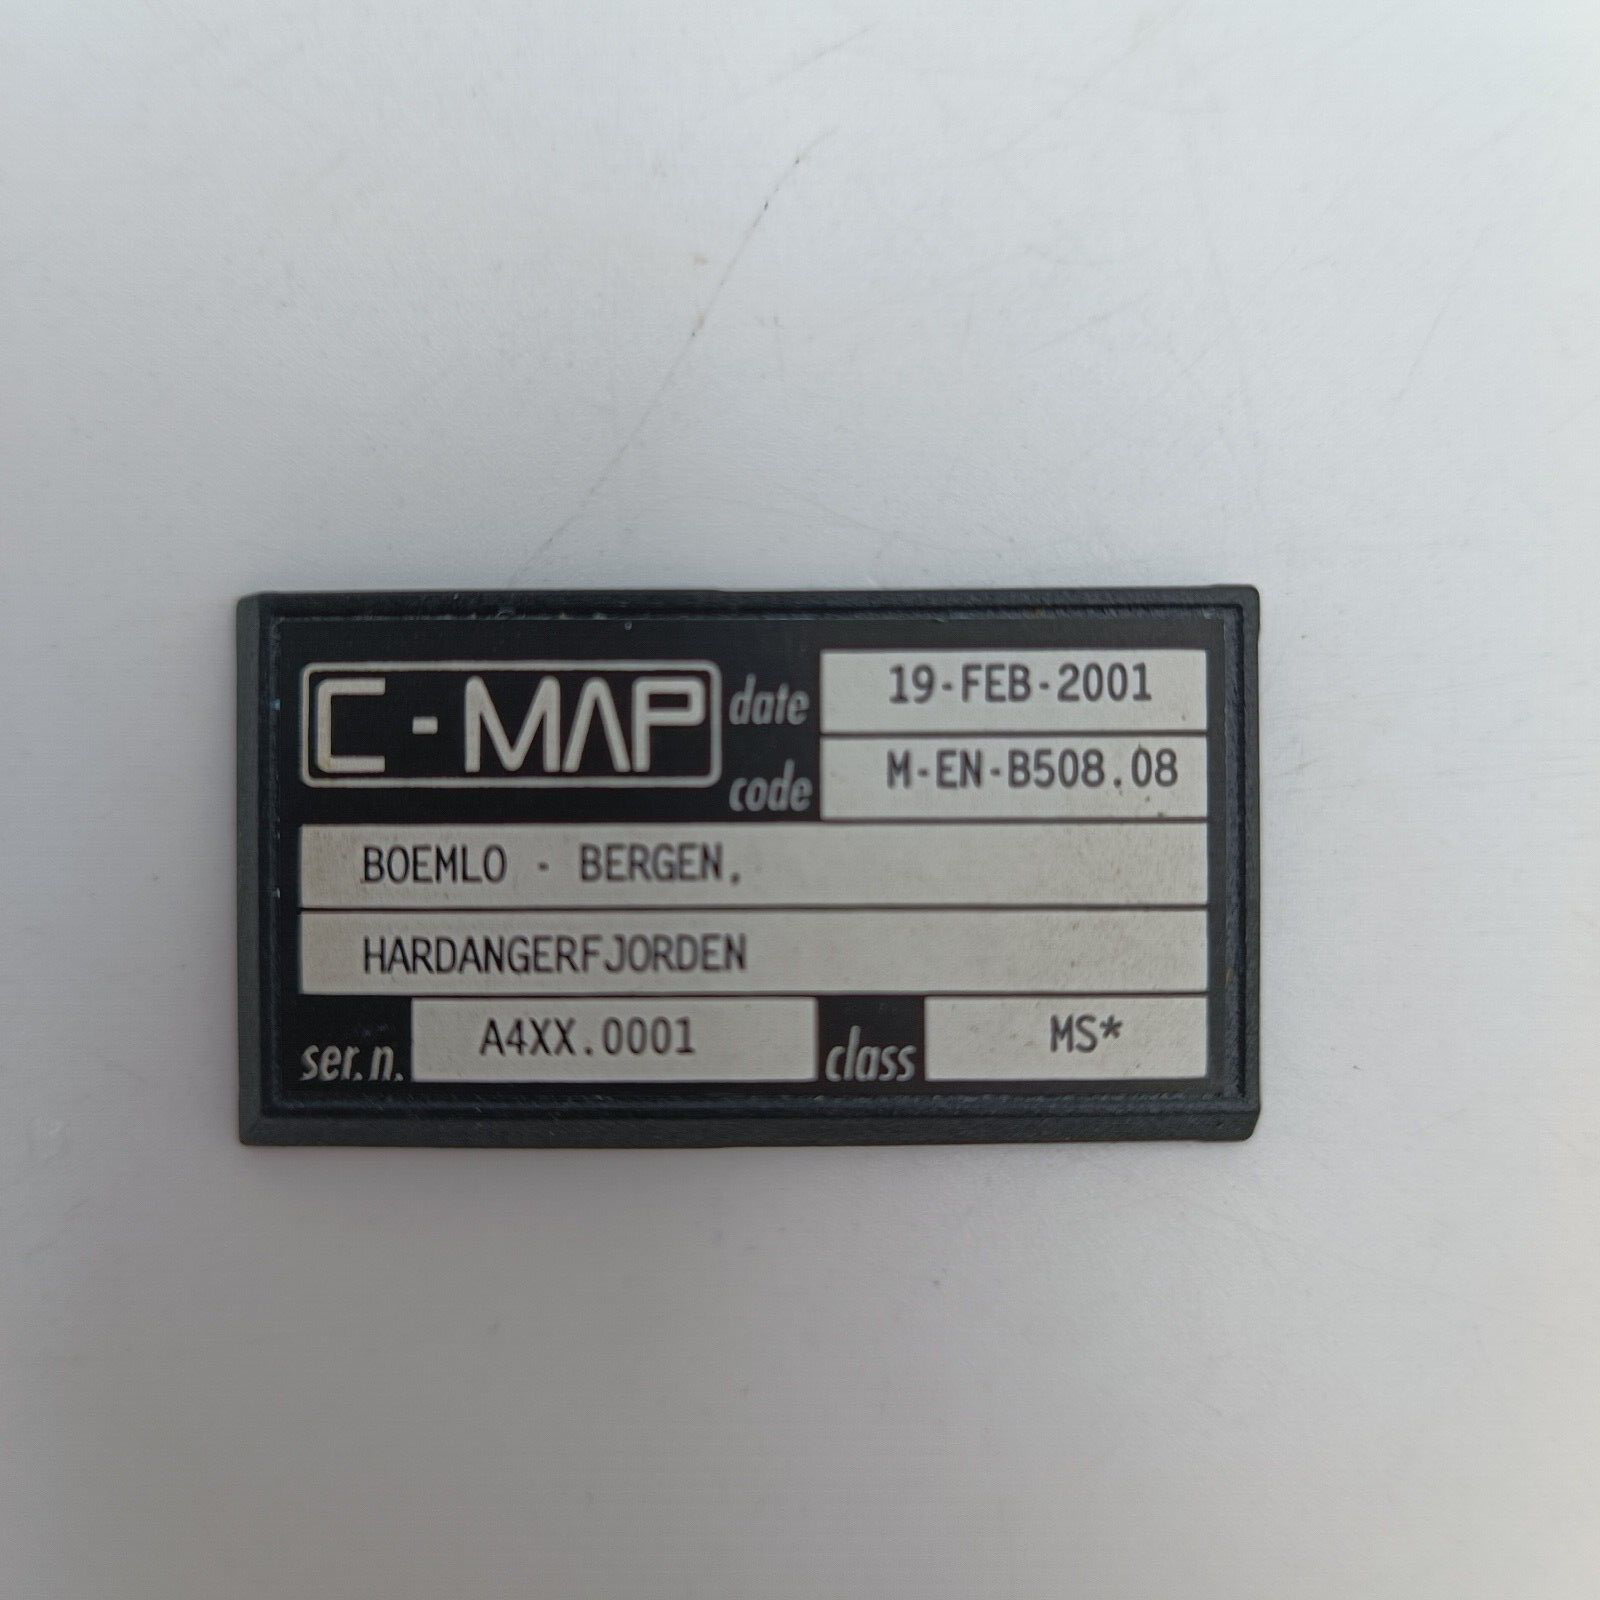 C-MAP
date 19-FEB-2001
code M-EN-B508.08
BOEMLO - BERGEN,
HARDANGERFJORDEN
ser.n. A4XX.0001 class MS*